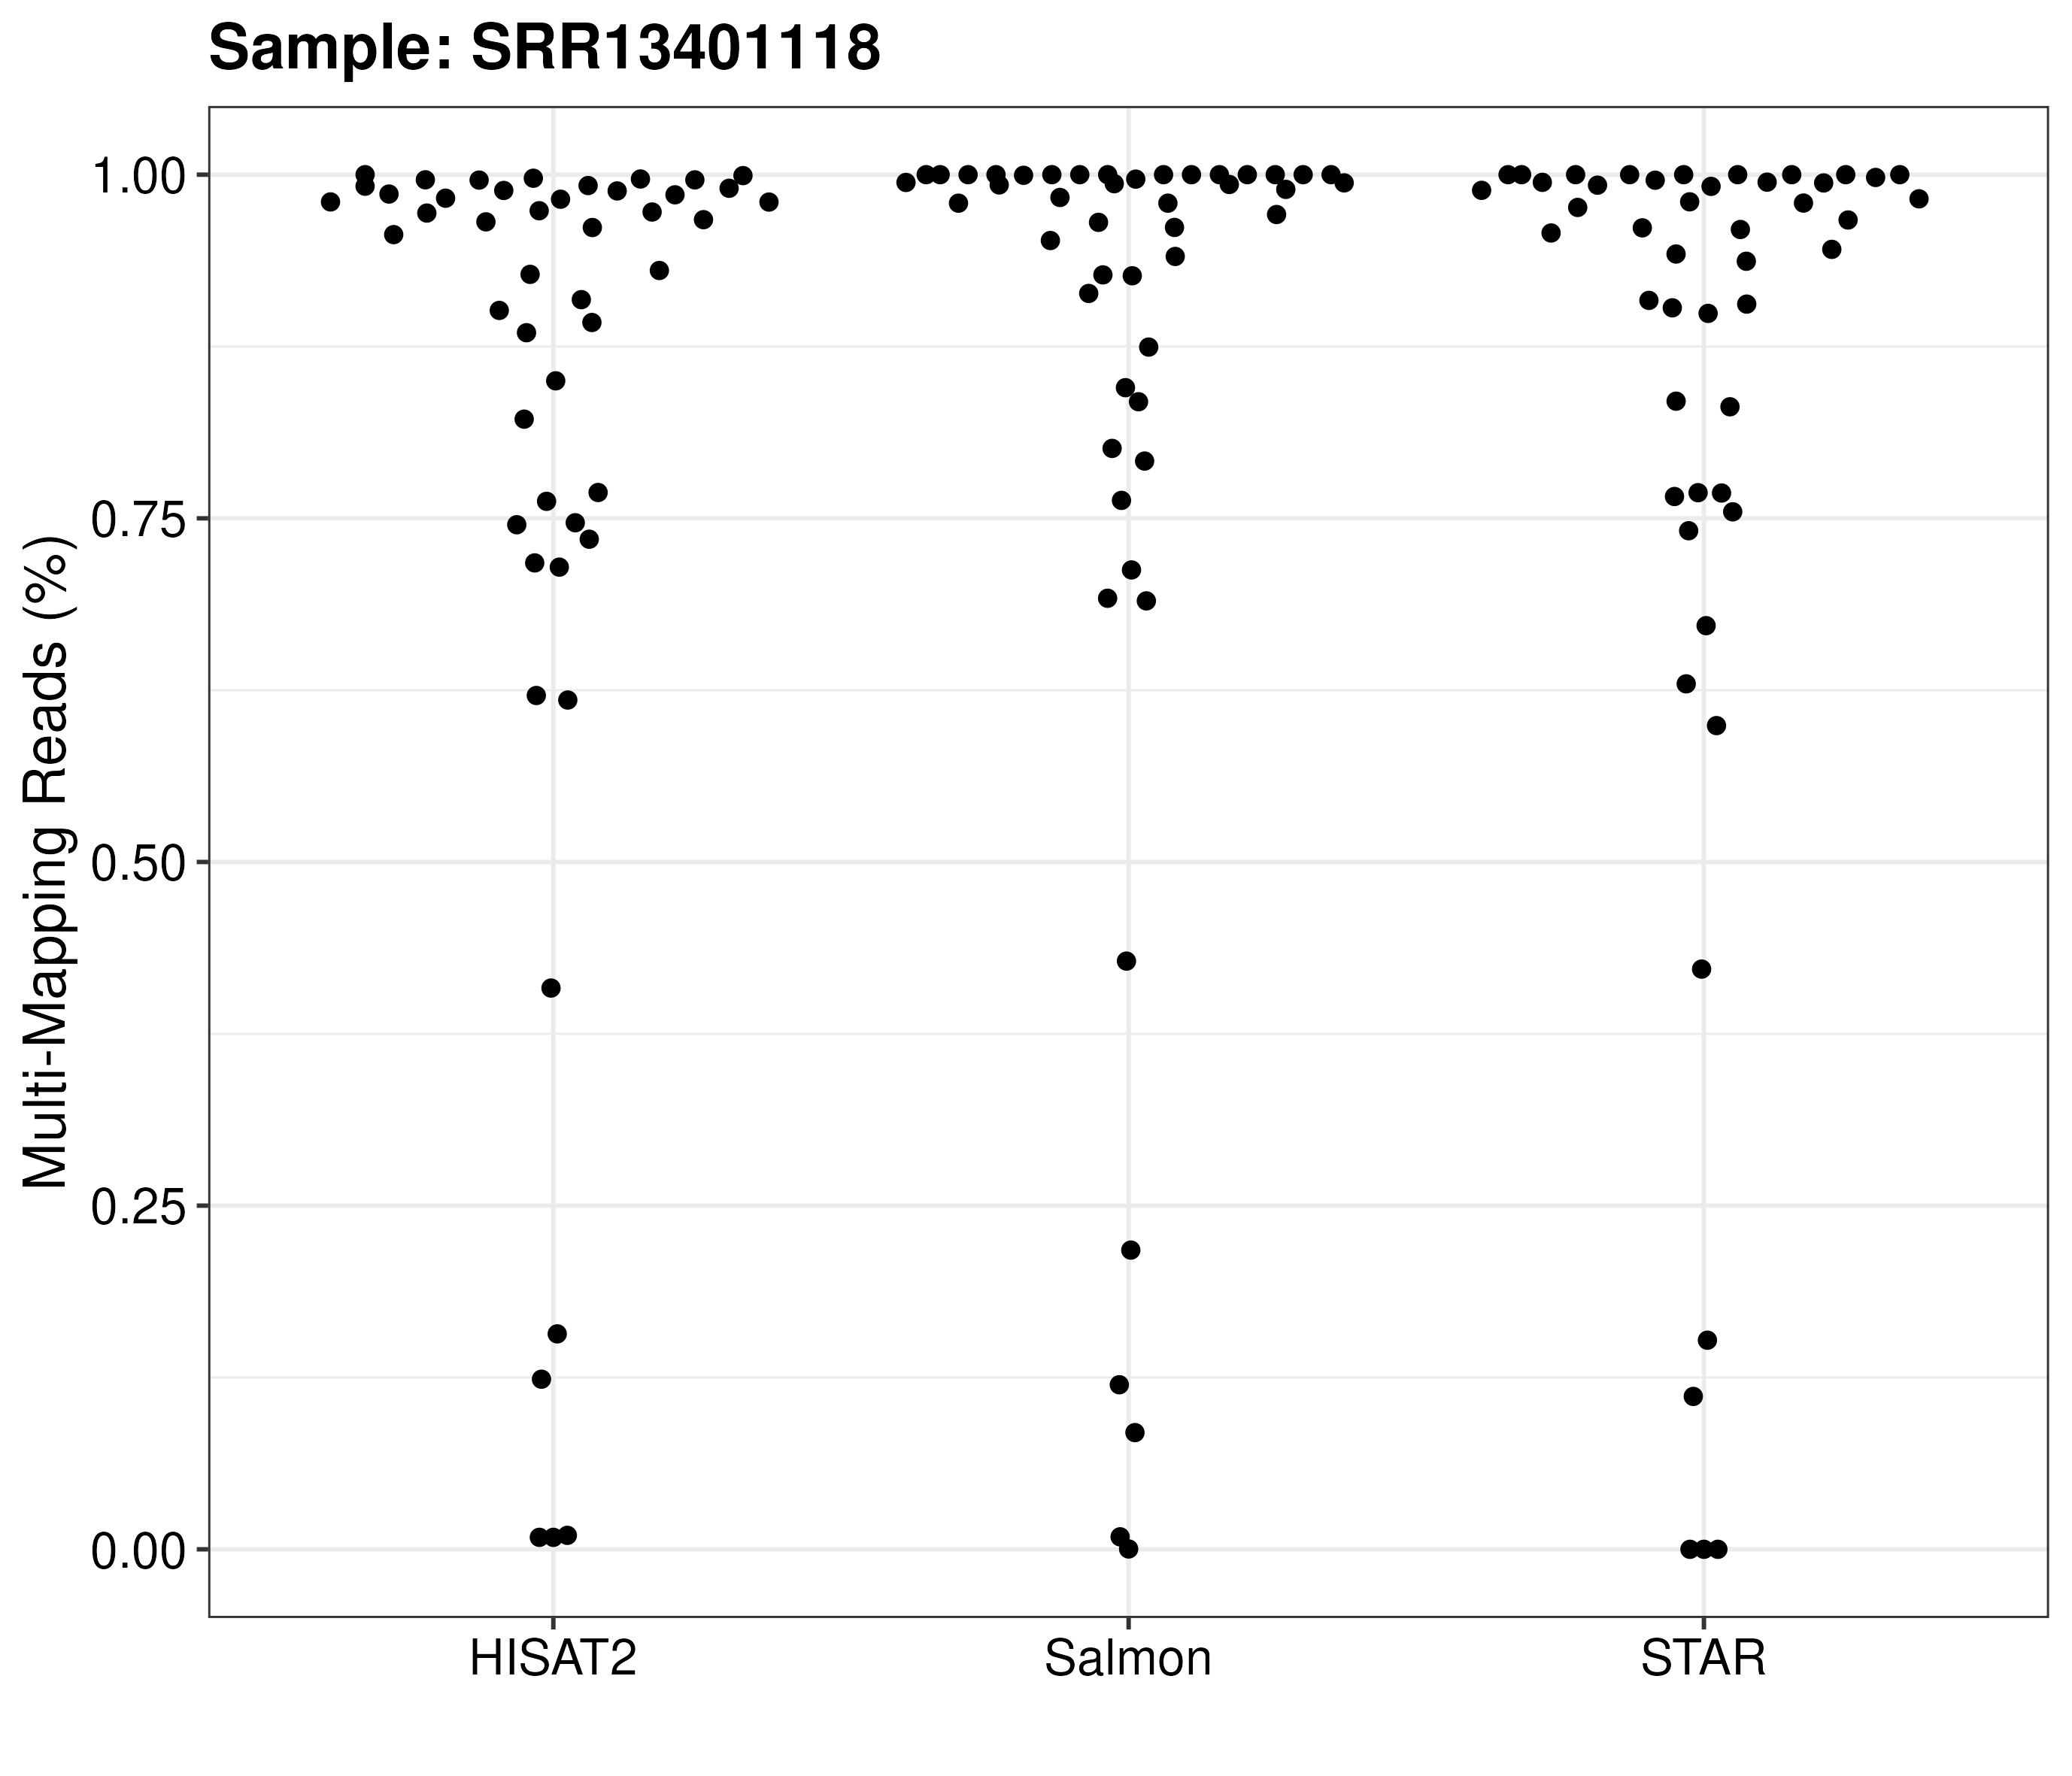 Sample: SRR13401118
Multi-Mapping Reads (%)
1.00
0.75
0.50
0.25
0.00
HISAT2
Salmon
STAR